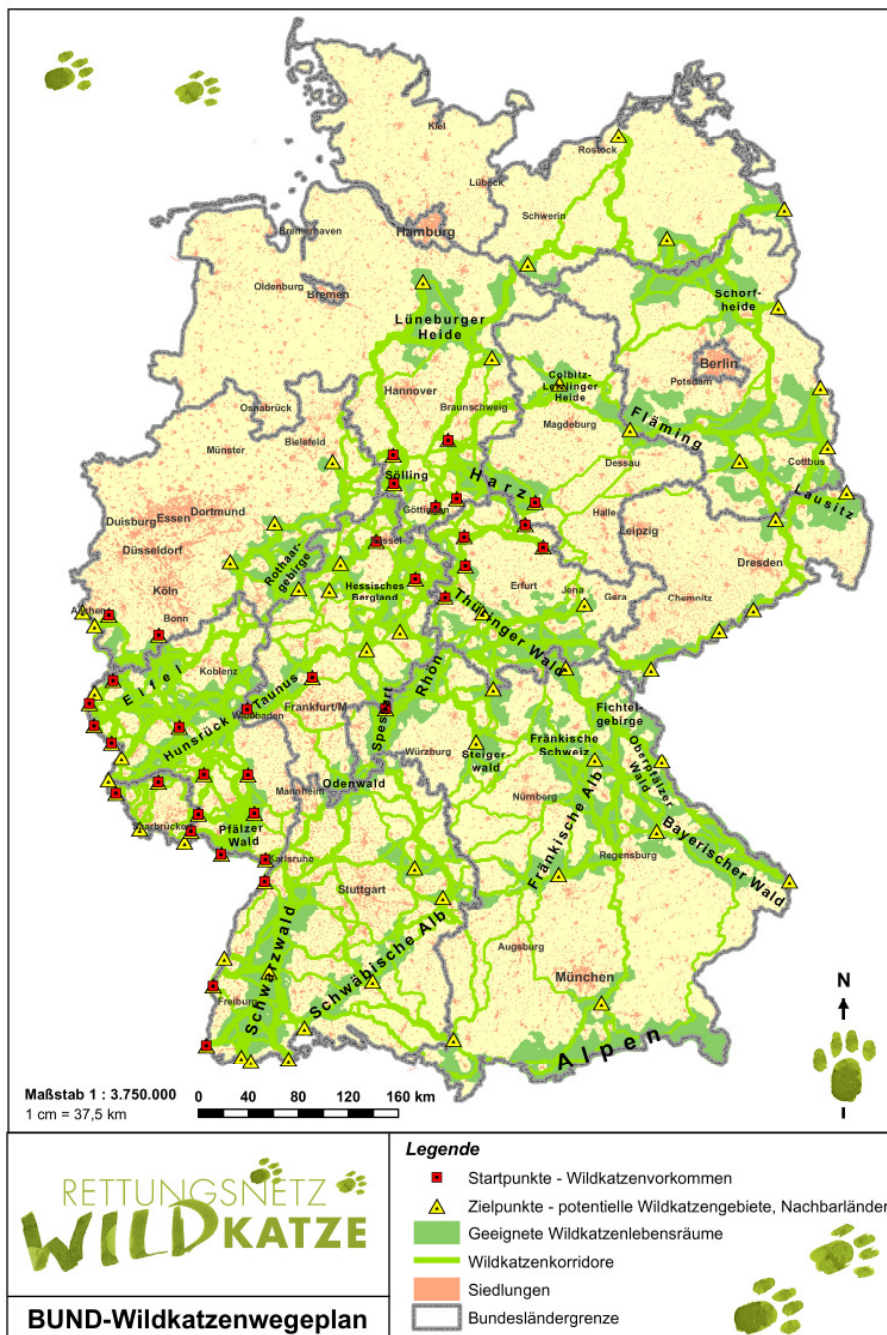 Kiel
Rostock
Lübeck
Schwerin
Hamburg
Bremerhaven
Oldenburg
Bremen
Schorf-
heide
Lüneburger
Heide
Berlin
Potsdam
Colbitz-
Letzlinger
Heide
Hannover
Braunschweig
Osnabrück
Münster
Bielefeld
Magdeburg
Fläming
Dessau
Cottbus
Lausitz
Sölling
Harz
Göttingen
Halle
Leipzig
Duisburg
Essen
Dortmund
Düsseldorf
Köln
Rothaar-
gebirge
Kassel
Hessisches
Bergland
Erfurt
Jena
Gera
Chemnitz
Dresden
Aachen
Bonn
Thüringer Wald
Eifel
Koblenz
Hunsrück
Taunus
Wiesbaden
Frankfurt/M
Spessart
Rhön
Fichtel-
gebirge
Würzburg
Steiger-
wald
Fränkische
Schweiz
Oberpfälzer
Wald
Odenwald
Mannheim
Nürnberg
Saarbrücken
Pfälzer
Wald
Fränkische Alb
Bayerischer Wald
Karlsruhe
Regensburg
Stuttgart
Schwarzwald
Schwäbische Alb
Augsburg
München
Freiburg
Alpen
N
Maßstab 1 : 3.750.000
1 cm = 37,5 km
0 40 80 120 160 km
RETTUNGSNETZ
WILDKATZE
BUND-Wildkatzenwegeplan
Legende
Startpunkte - Wildkatzenvorkommen
Zielpunkte - potentielle Wildkatzengebiete, Nachbarländer
Geeignete Wildkatzenlebensräume
Wildkatzenkorridore
Siedlungen
Bundesländergrenze